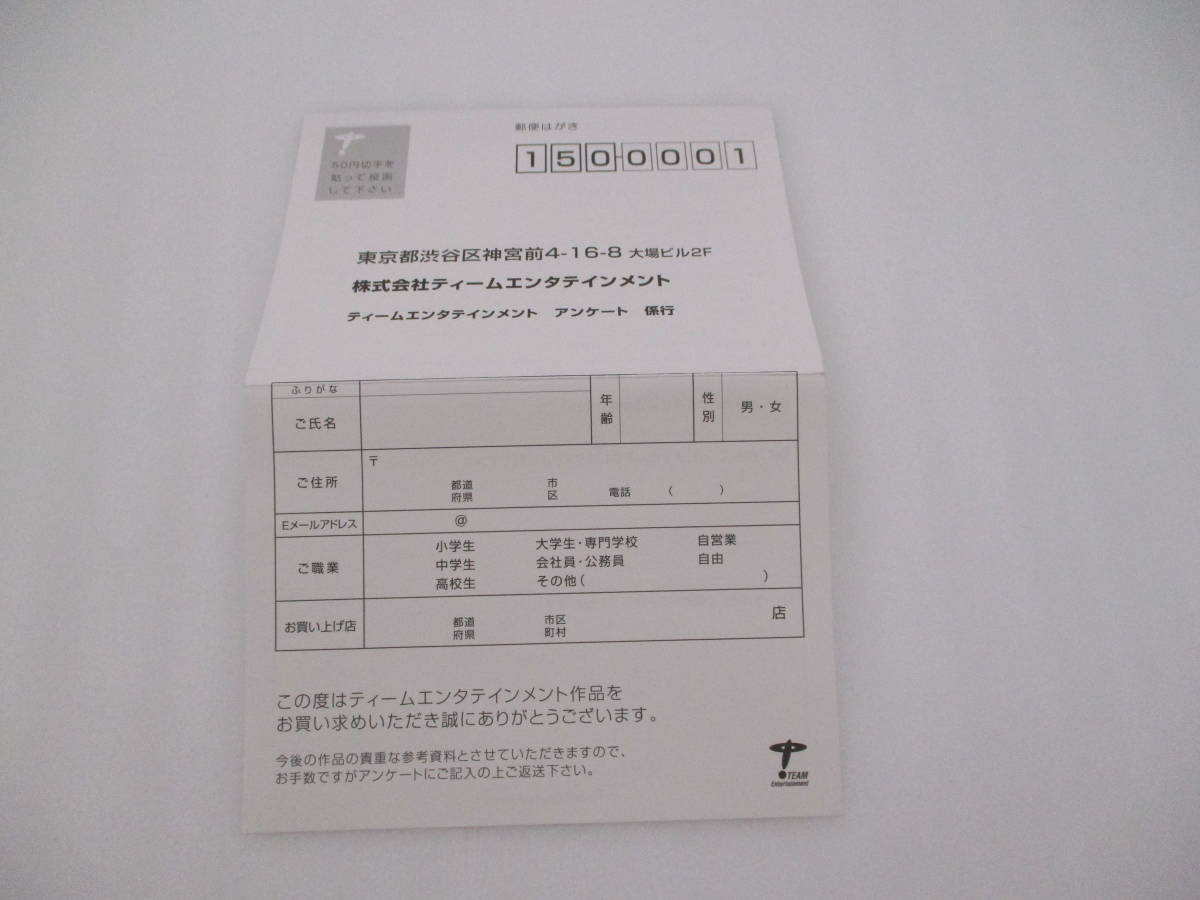 郵便はがき
50円切手を
貼って投函
して下さい
1500001
東京都渋谷区神宮前4-16-8 大場ビル2F
株式会社ティームエンタテインメント
ティームエンタテインメント アンケート 係行
ふりがな
ご氏名
年齢
性別
男・女
ご住所
〒
都道府県
市区
電話 ( )
Eメールアドレス
@
ご職業
小学生 大学生・専門学校 自営業
中学生 会社員・公務員 自由
高校生 その他( )
お買い上げ店
都道府県
市区町村
店
この度はティームエンタテインメント作品を
お買い求めいただき誠にありがとうございます。
今後の作品の貴重な参考資料とさせていただきますので、
お手数ですがアンケートにご記入の上ご返送下さい。
TEAM
Entertainment